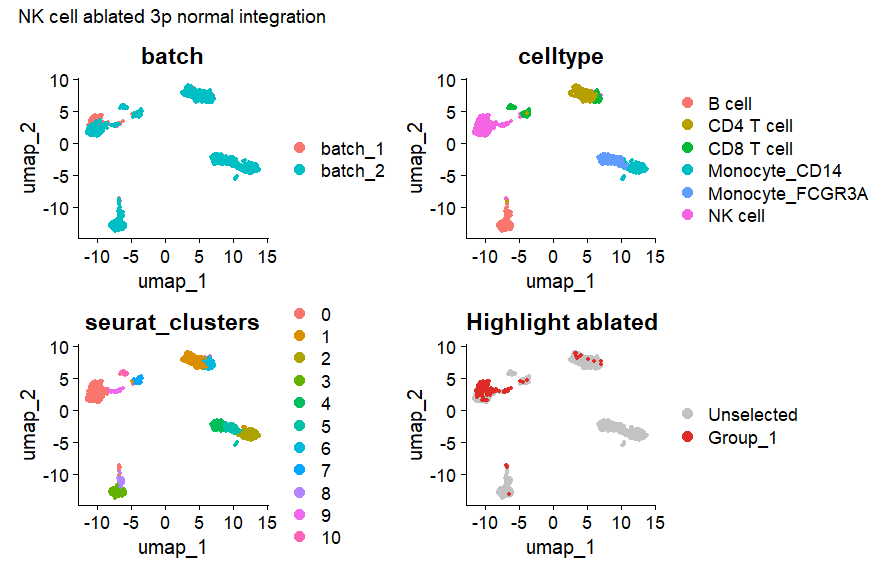 NK cell ablated 3p normal integration
batch
10
5
0
-5
-10
umap_2
-10 -5 0 5 10 15
umap_1
batch_1
batch_2
celltype
10
5
0
-5
-10
umap_2
-10 -5 0 5 10 15
umap_1
B cell
CD4 T cell
CD8 T cell
Monocyte_CD14
Monocyte_FCGR3A
NK cell
seurat_clusters
10
5
0
-5
-10
umap_2
-10 -5 0 5 10 15
umap_1
0
1
2
3
4
5
6
7
8
9
10
Highlight ablated
10
5
0
-5
-10
umap_2
-10 -5 0 5 10 15
umap_1
Unselected
Group_1